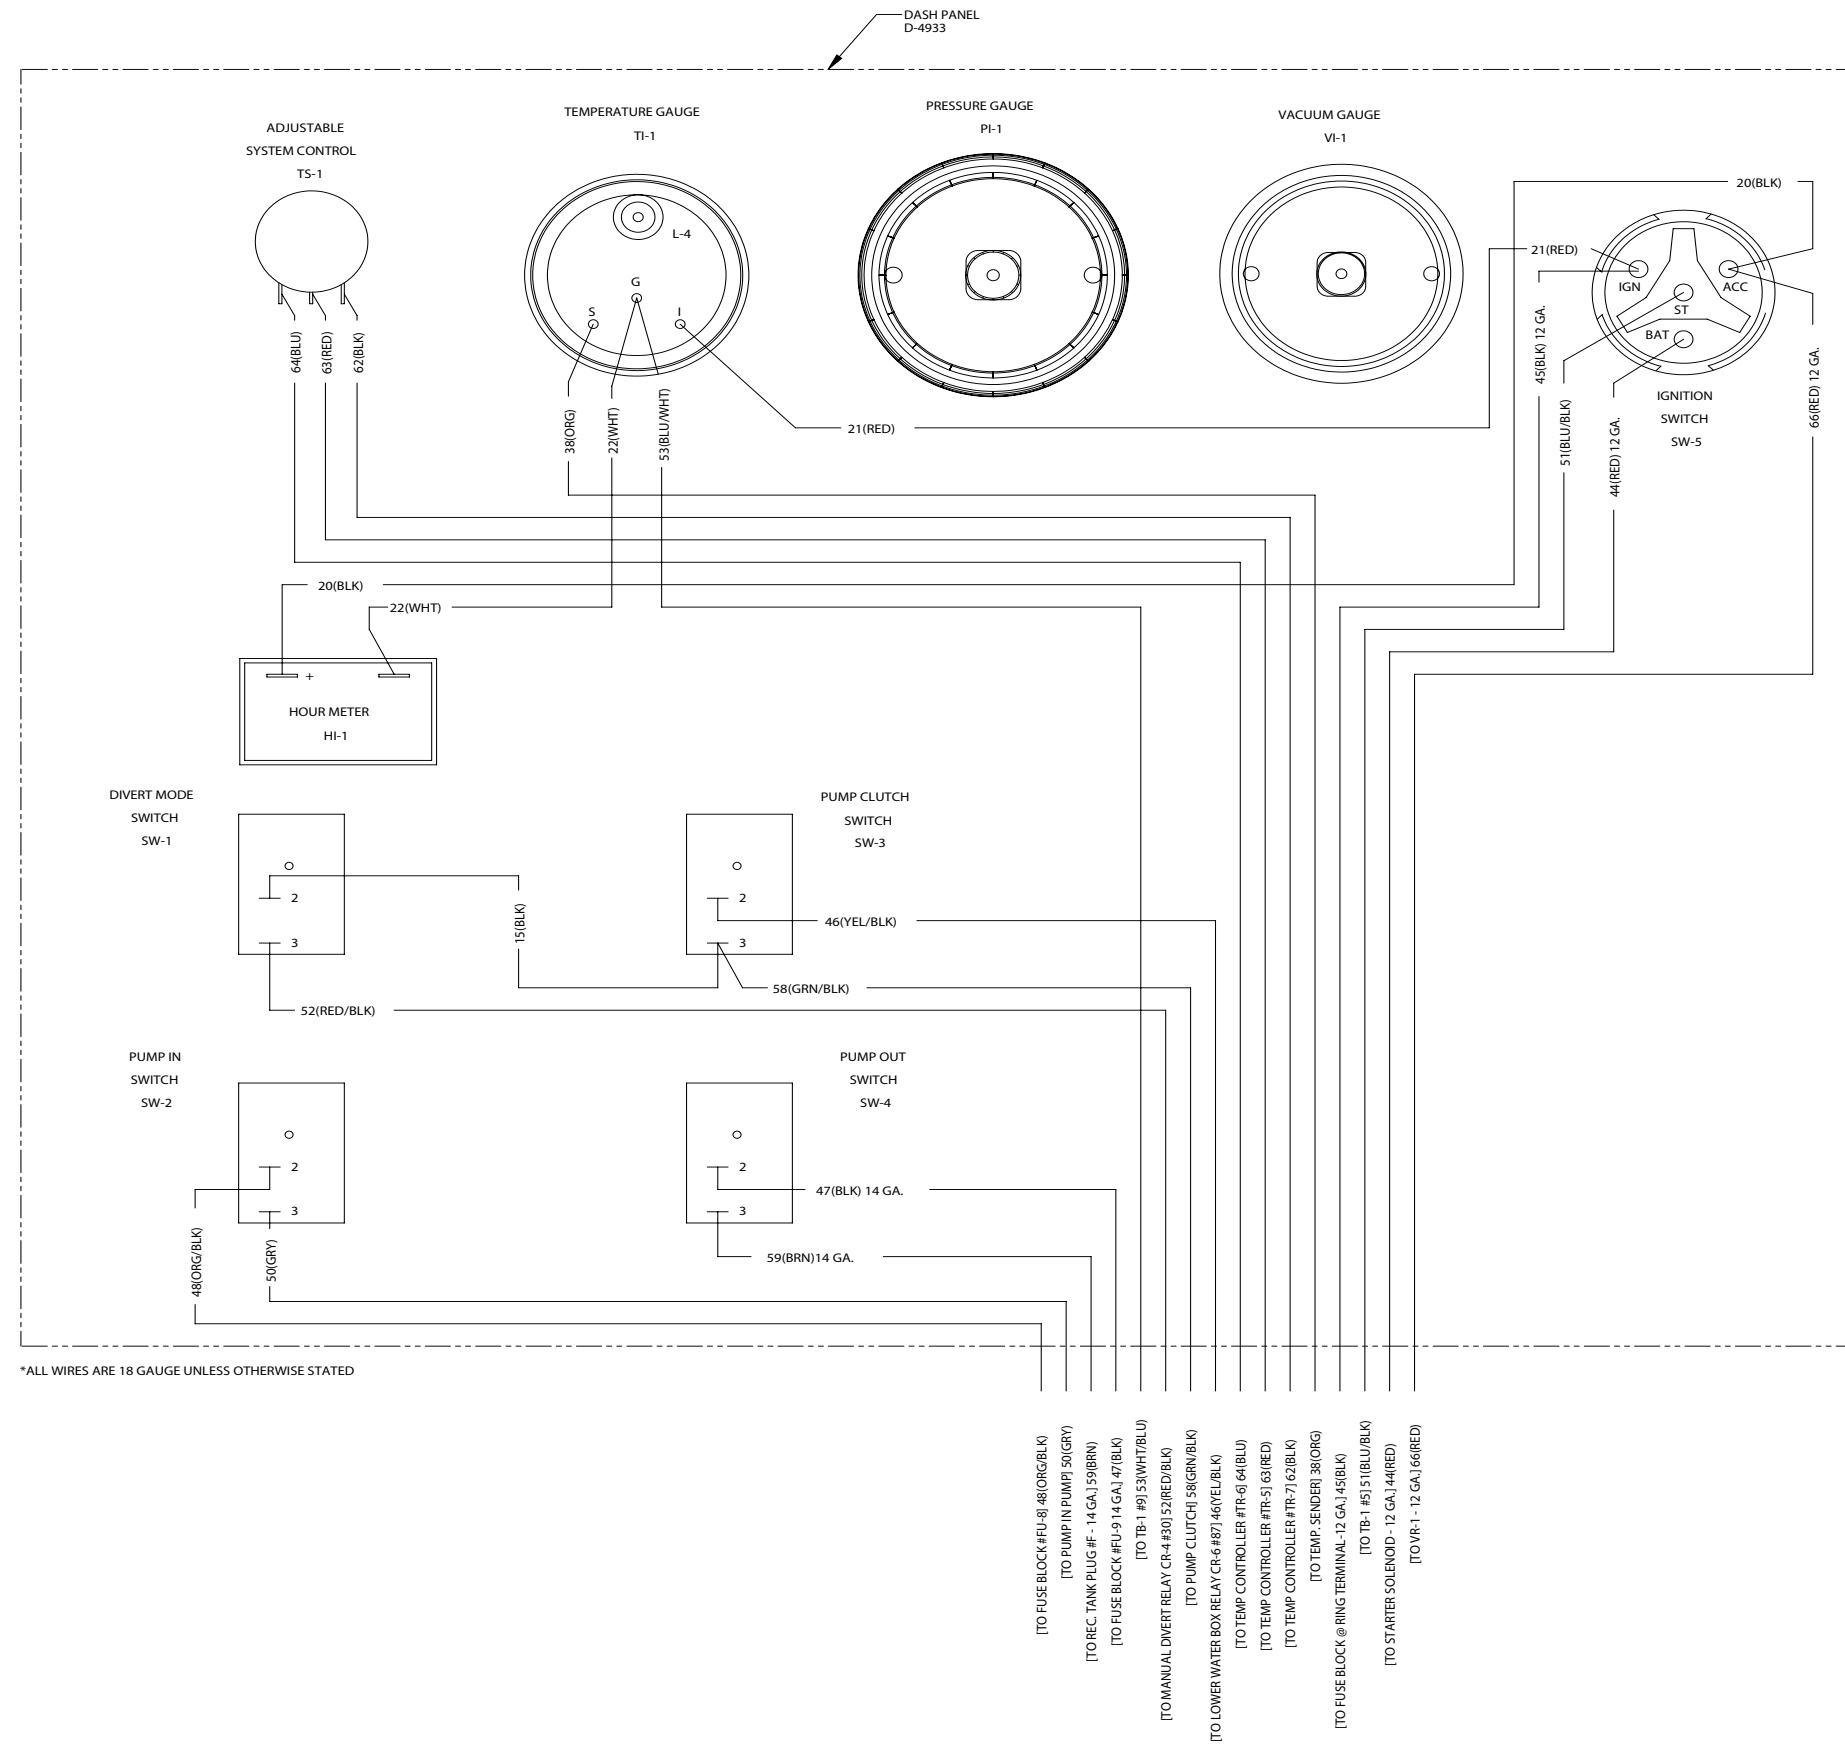 DASH PANEL
D-4933
ADJUSTABLE
SYSTEM CONTROL
TS-1
TEMPERATURE GAUGE
TI-1
PRESSURE GAUGE
PI-1
VACUUM GAUGE
VI-1
20(BLK)
L-4
G
S
I
21(RED)
IGN
ACC
ST
BAT
IGNITION
SWITCH
SW-5
64(BLU)
63(RED)
62(BLK)
38(ORG)
22(WHT)
53(BLU/WHT)
21(RED)
45(BLK) 12 GA.
51(BLU/BLK)
44(RED) 12 GA.
66(RED) 12 GA.
20(BLK)
22(WHT)
+
HOUR METER
HI-1
DIVERT MODE
SWITCH
SW-1
2
3
15(BLK)
52(RED/BLK)
PUMP CLUTCH
SWITCH
SW-3
2
3
46(YEL/BLK)
58(GRN/BLK)
PUMP IN
SWITCH
SW-2
2
3
48(ORG/BLK)
50(GRY)
PUMP OUT
SWITCH
SW-4
2
3
47(BLK) 14 GA.
59(BRN)14 GA.
*ALL WIRES ARE 18 GAUGE UNLESS OTHERWISE STATED
[TO FUSE BLOCK #FU-8] 48(ORG/BLK)
[TO PUMP IN PUMP] 50(GRY)
[TO REC. TANK PLUG #F - 14 GA.] 59(BRN)
[TO FUSE BLOCK #FU-9 14 GA.] 47(BLK)
[TO TB-1 #9] 53(WHT/BLU)
[TO MANUAL DIVERT RELAY CR-4 #30] 52(RED/BLK)
[TO PUMP CLUTCH] 58(GRN/BLK)
[TO LOWER WATER BOX RELAY CR-6 #87] 46(YEL/BLK)
[TO TEMP CONTROLLER #TR-6] 64(BLU)
[TO TEMP CONTROLLER #TR-5] 63(RED)
[TO TEMP CONTROLLER #TR-7] 62(BLK)
[TO TEMP. SENDER] 38(ORG)
[TO FUSE BLOCK @ RING TERMINAL-12 GA.] 45(BLK)
[TO TB-1 #5] 51(BLU/BLK)
[TO STARTER SOLENOID - 12 GA.] 44(RED)
[TO VR-1 - 12 GA.] 66(RED)